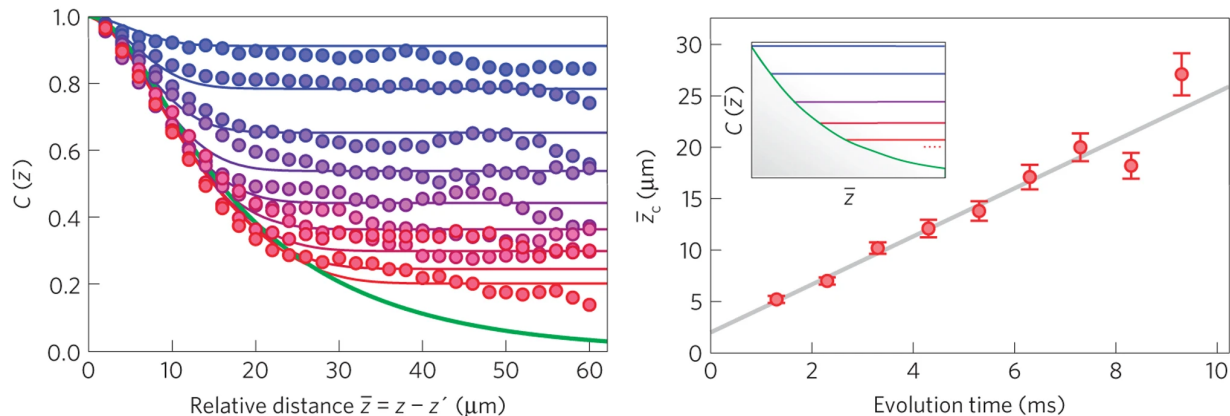 1.0
0.8
0.6
0.4
0.2
0.0
C (z̄)
0 10 20 30 40 50 60
Relative distance z̄ = z – z′ (μm)
30
25
20
15
10
5
0
z̄c (μm)
C (z̄)
z̄
0 2 4 6 8 10
Evolution time (ms)